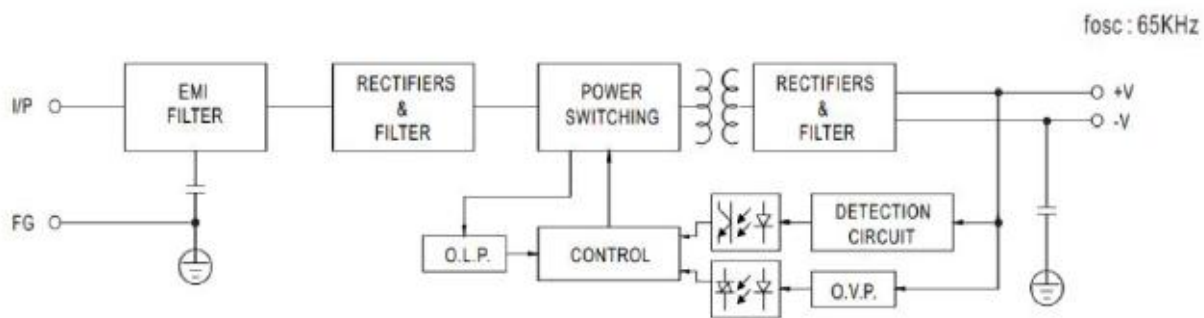 fosc : 65KHz
I/P
EMI
FILTER
RECTIFIERS
&
FILTER
POWER
SWITCHING
RECTIFIERS
&
FILTER
+V
-V
FG
O.L.P.
CONTROL
DETECTION
CIRCUIT
O.V.P.